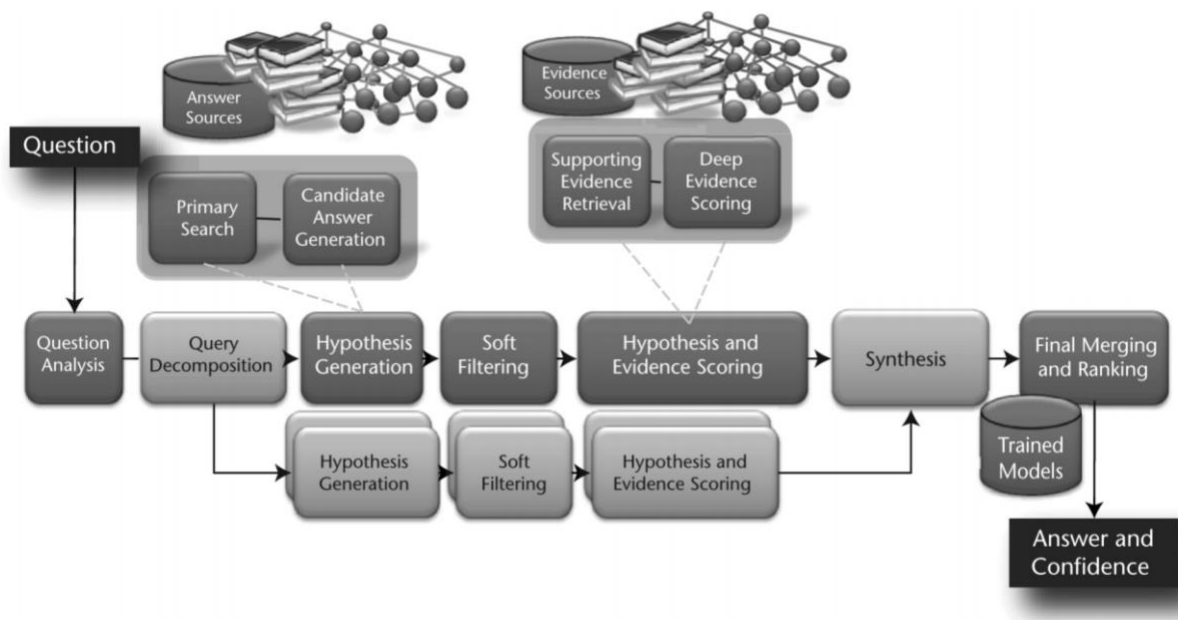 Answer
Sources
Evidence
Sources
Question
Primary
Search
Candidate
Answer
Generation
Supporting
Evidence
Retrieval
Deep
Evidence
Scoring
Question
Analysis
Query
Decomposition
Hypothesis
Generation
Soft
Filtering
Hypothesis and
Evidence Scoring
Synthesis
Final Merging
and Ranking
Trained
Models
Hypothesis
Generation
Soft
Filtering
Hypothesis and
Evidence Scoring
Answer and
Confidence